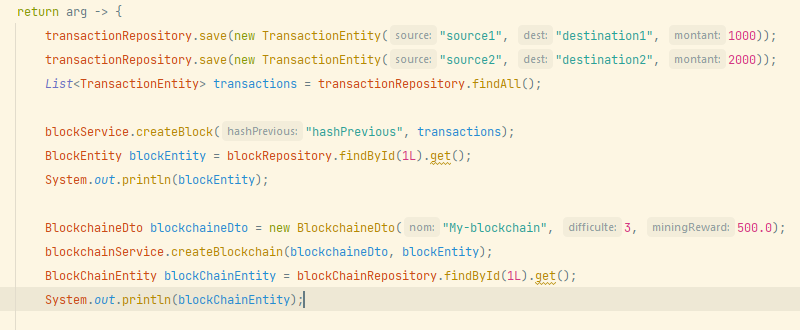 return arg -> {
transactionRepository.save(new TransactionEntity( source: "source1", dest: "destination1", montant: 1000));
transactionRepository.save(new TransactionEntity( source: "source2", dest: "destination2", montant: 2000));
List<TransactionEntity> transactions = transactionRepository.findAll();
blockService.createBlock( hashPrevious: "hashPrevious", transactions);
BlockEntity blockEntity = blockRepository.findById(1L).get();
System.out.println(blockEntity);
BlockchaineDto blockchaineDto = new BlockchaineDto( nom: "My-blockchain", difficulte: 3, miningReward: 500.0);
blockchainService.createBlockchain(blockchaineDto, blockEntity);
BlockChainEntity blockChainEntity = blockChainRepository.findById(1L).get();
System.out.println(blockChainEntity);